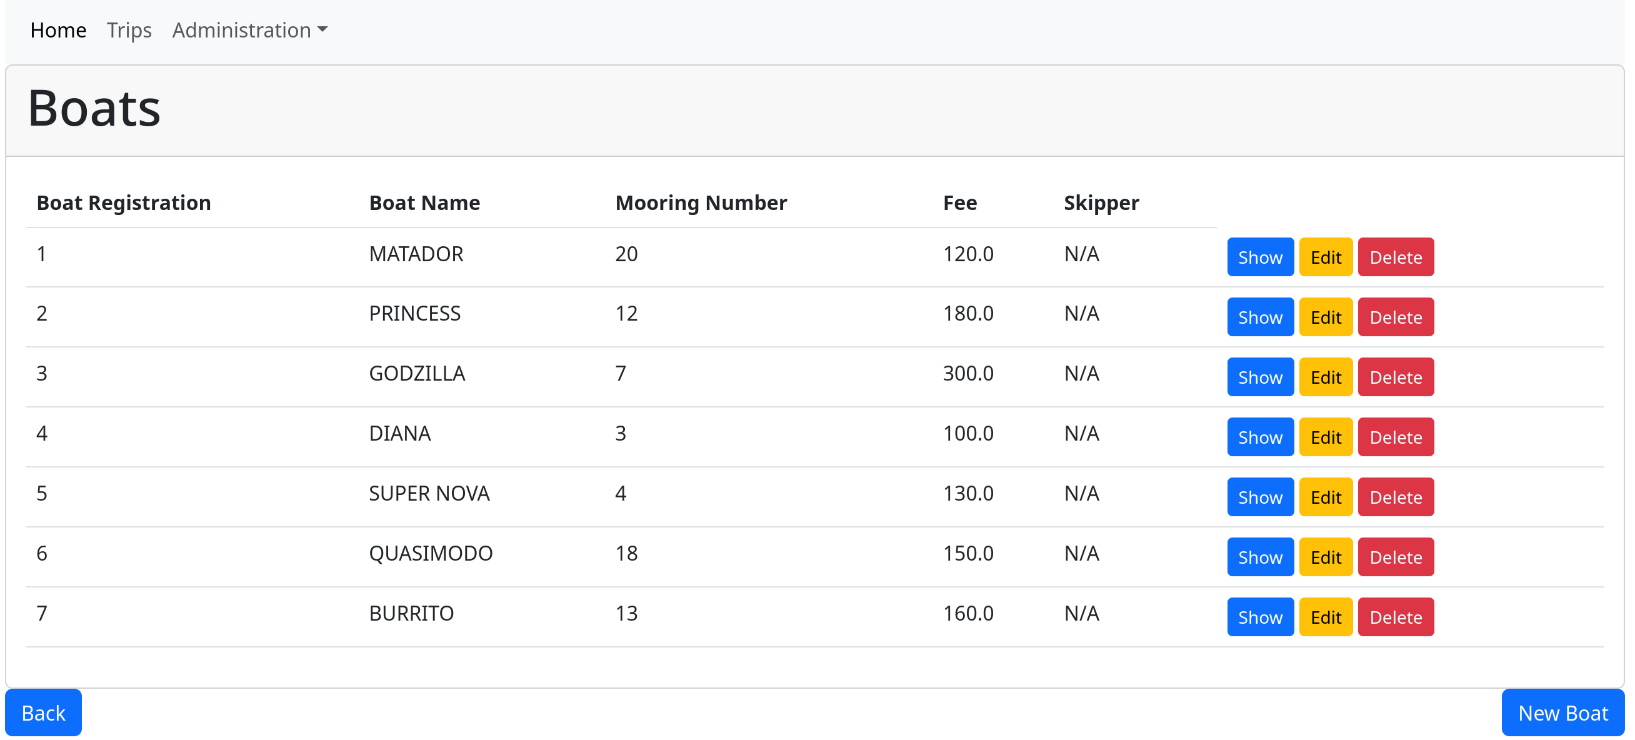 Home Trips Administration
Boats
Boat Registration Boat Name Mooring Number Fee Skipper
1 MATADOR 20 120.0 N/A Show Edit Delete
2 PRINCESS 12 180.0 N/A Show Edit Delete
3 GODZILLA 7 300.0 N/A Show Edit Delete
4 DIANA 3 100.0 N/A Show Edit Delete
5 SUPER NOVA 4 130.0 N/A Show Edit Delete
6 QUASIMODO 18 150.0 N/A Show Edit Delete
7 BURRITO 13 160.0 N/A Show Edit Delete
Back New Boat